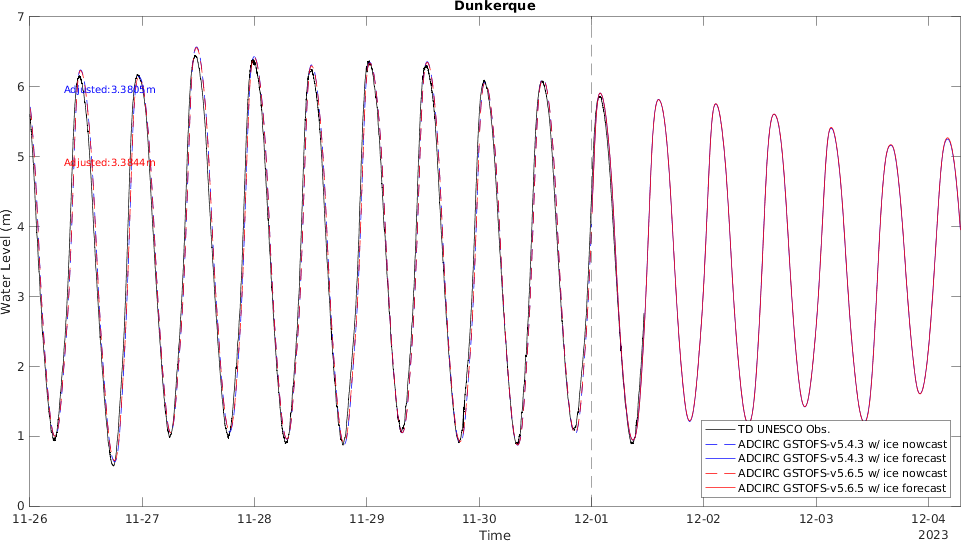 Dunkerque
7
6
5
4
3
2
1
0
Water Level (m)
Adjusted:3.3805m
Adjusted:3.3844m
TD UNESCO Obs.
ADCIRC GSTOFS-v5.4.3 w/ ice nowcast
ADCIRC GSTOFS-v5.4.3 w/ ice forecast
ADCIRC GSTOFS-v5.6.5 w/ ice nowcast
ADCIRC GSTOFS-v5.6.5 w/ ice forecast
11-26 11-27 11-28 11-29 11-30 12-01 12-02 12-03 12-04
Time
2023